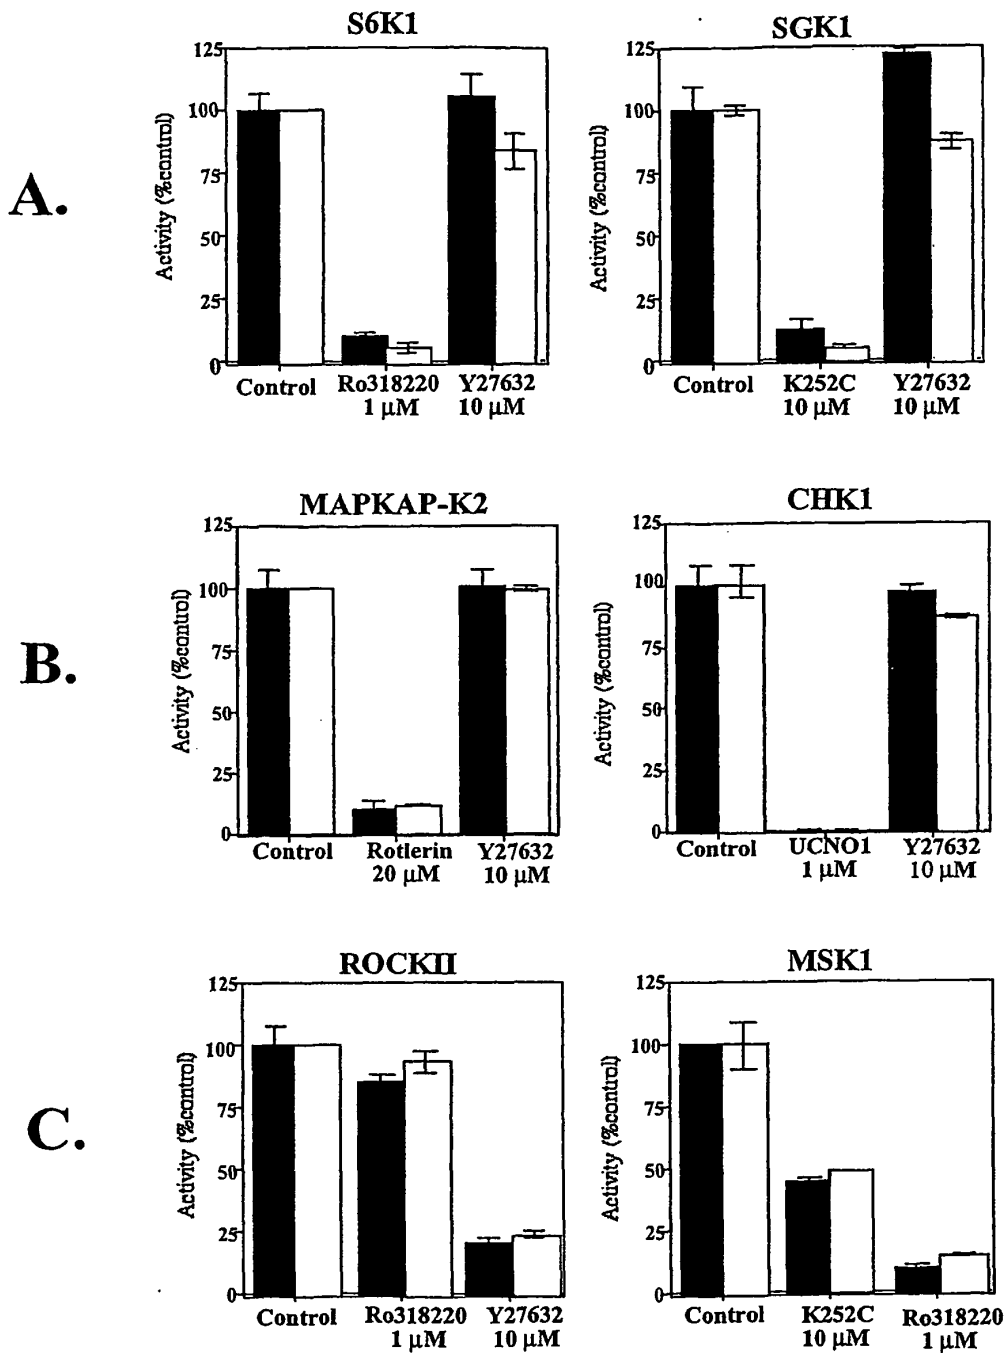 A.
S6K1
Activity (%control)
125
100
75
50
25
0
Control
Ro318220
1 µM
Y27632
10 µM
SGK1
Activity (%control)
125
100
75
50
25
0
Control
K252C
10 µM
Y27632
10 µM
B.
MAPKAP-K2
Activity (%control)
125
100
75
50
25
0
Control
Rotlerin
20 µM
Y27632
10 µM
CHK1
Activity (%control)
125
100
75
50
25
0
Control
UCNO1
1 µM
Y27632
10 µM
C.
ROCKII
Activity (%control)
125
100
75
50
25
0
Control
Ro318220
1 µM
Y27632
10 µM
MSK1
Activity (%control)
125
100
75
50
25
0
Control
K252C
10 µM
Ro318220
1 µM